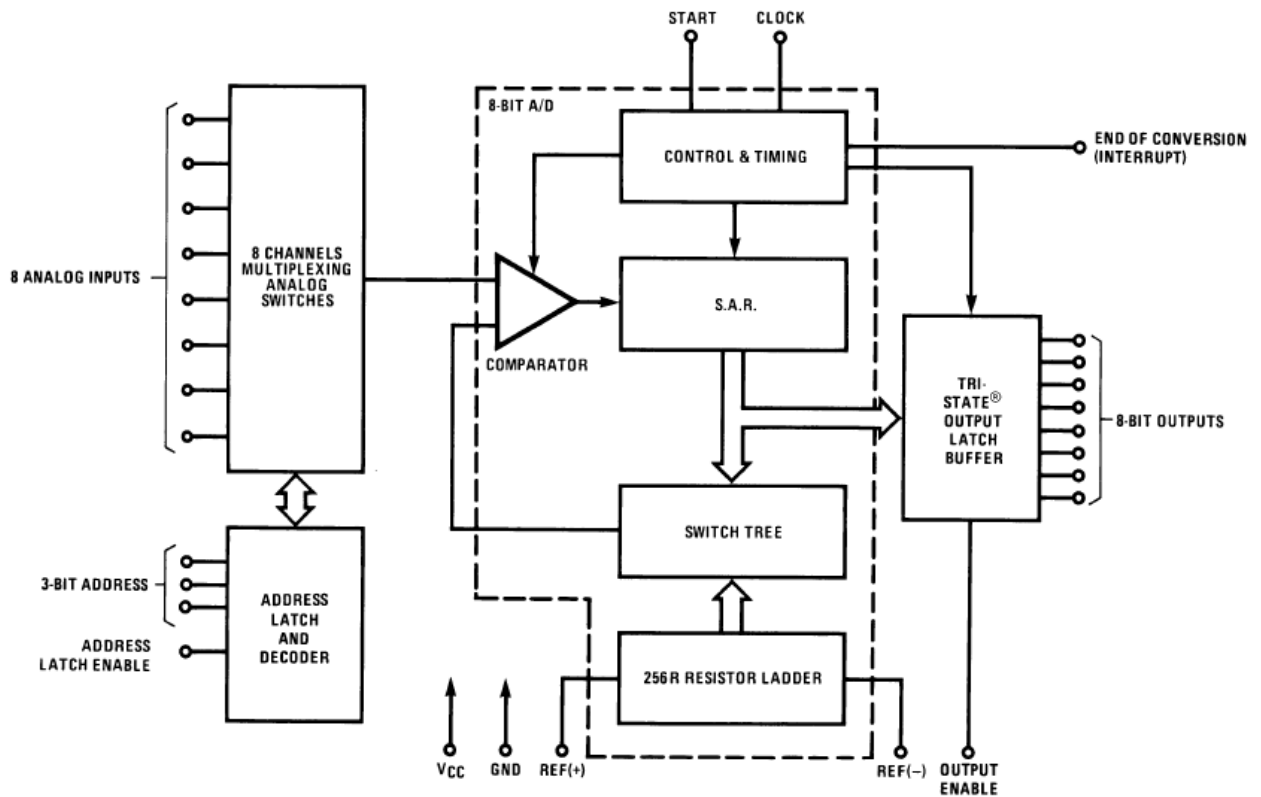 START
CLOCK
8-BIT A/D
CONTROL & TIMING
END OF CONVERSION
(INTERRUPT)
8 ANALOG INPUTS
8 CHANNELS
MULTIPLEXING
ANALOG
SWITCHES
S.A.R.
COMPARATOR
TRI-
STATE®
OUTPUT
LATCH
BUFFER
8-BIT OUTPUTS
SWITCH TREE
3-BIT ADDRESS
ADDRESS
LATCH ENABLE
ADDRESS
LATCH
AND
DECODER
256R RESISTOR LADDER
VCC
GND
REF(+)
REF(−)
OUTPUT
ENABLE